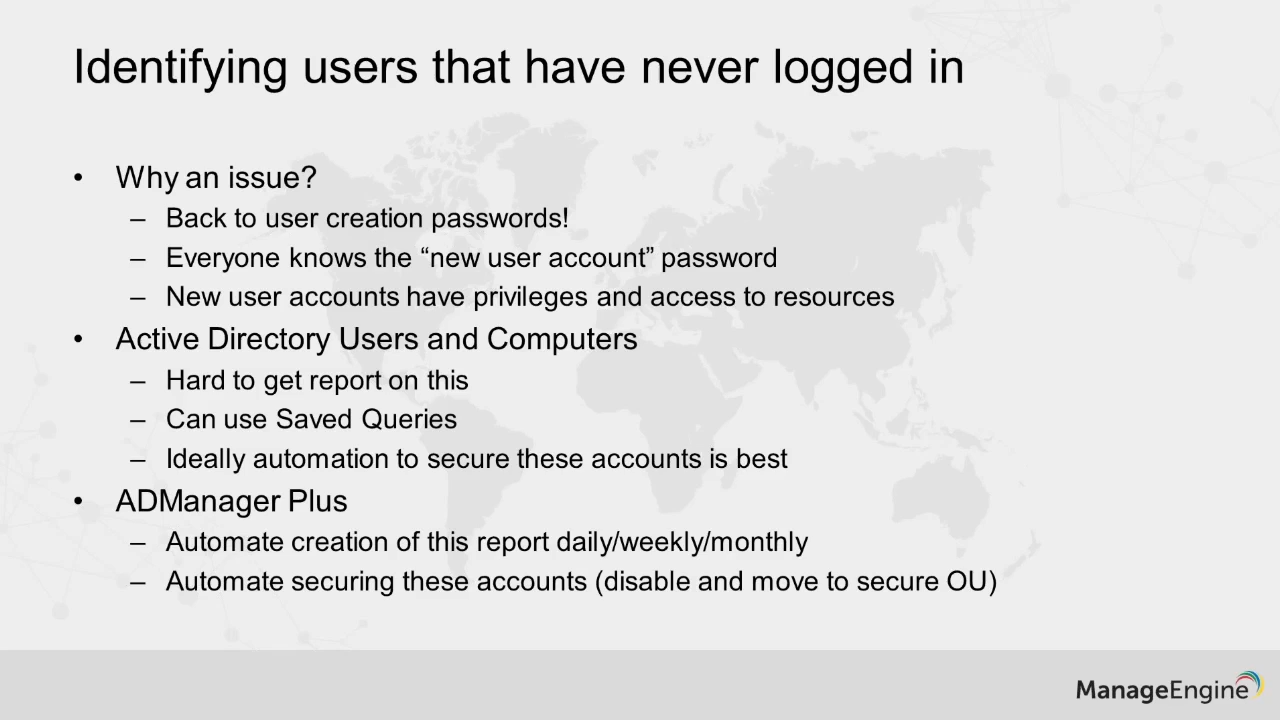 Identifying users that have never logged in
• Why an issue?
– Back to user creation passwords!
– Everyone knows the “new user account” password
– New user accounts have privileges and access to resources
• Active Directory Users and Computers
– Hard to get report on this
– Can use Saved Queries
– Ideally automation to secure these accounts is best
• ADManager Plus
– Automate creation of this report daily/weekly/monthly
– Automate securing these accounts (disable and move to secure OU)
ManageEngine